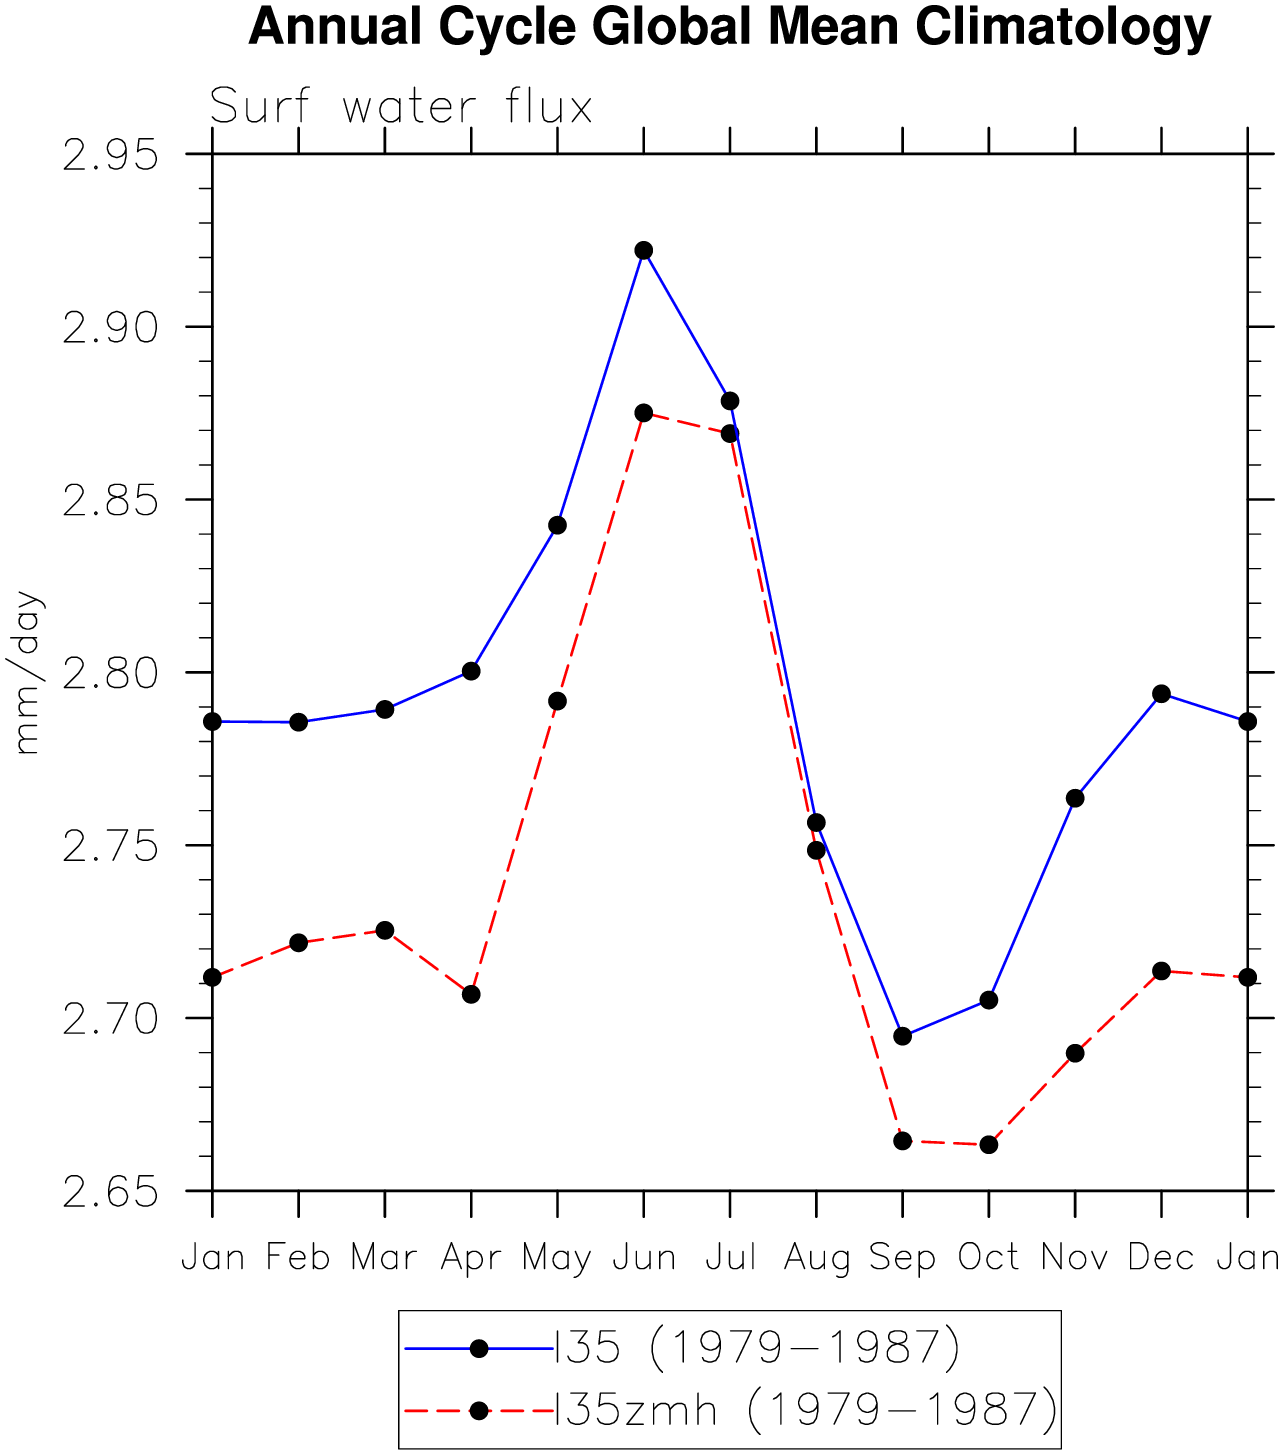 Annual Cycle Global Mean Climatology
Surf water flux
2.95
2.90
2.85
2.80
2.75
2.70
2.65
mm/day
Jan Feb Mar Apr May Jun Jul Aug Sep Oct Nov Dec Jan
I35 (1979-1987)
I35zmh (1979-1987)